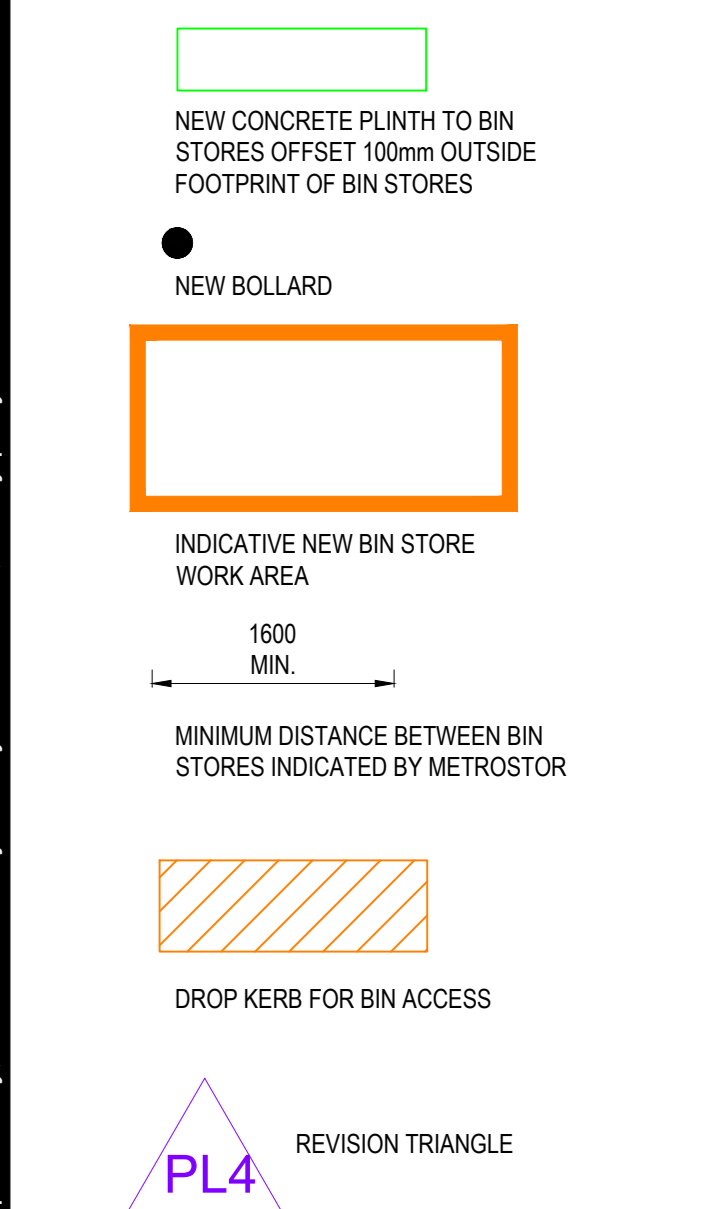 NEW CONCRETE PLINTH TO BIN
STORES OFFSET 100mm OUTSIDE
FOOTPRINT OF BIN STORES
NEW BOLLARD
INDICATIVE NEW BIN STORE
WORK AREA
1600
MIN.
MINIMUM DISTANCE BETWEEN BIN
STORES INDICATED BY METROSTOR
DROP KERB FOR BIN ACCESS
REVISION TRIANGLE
PL4